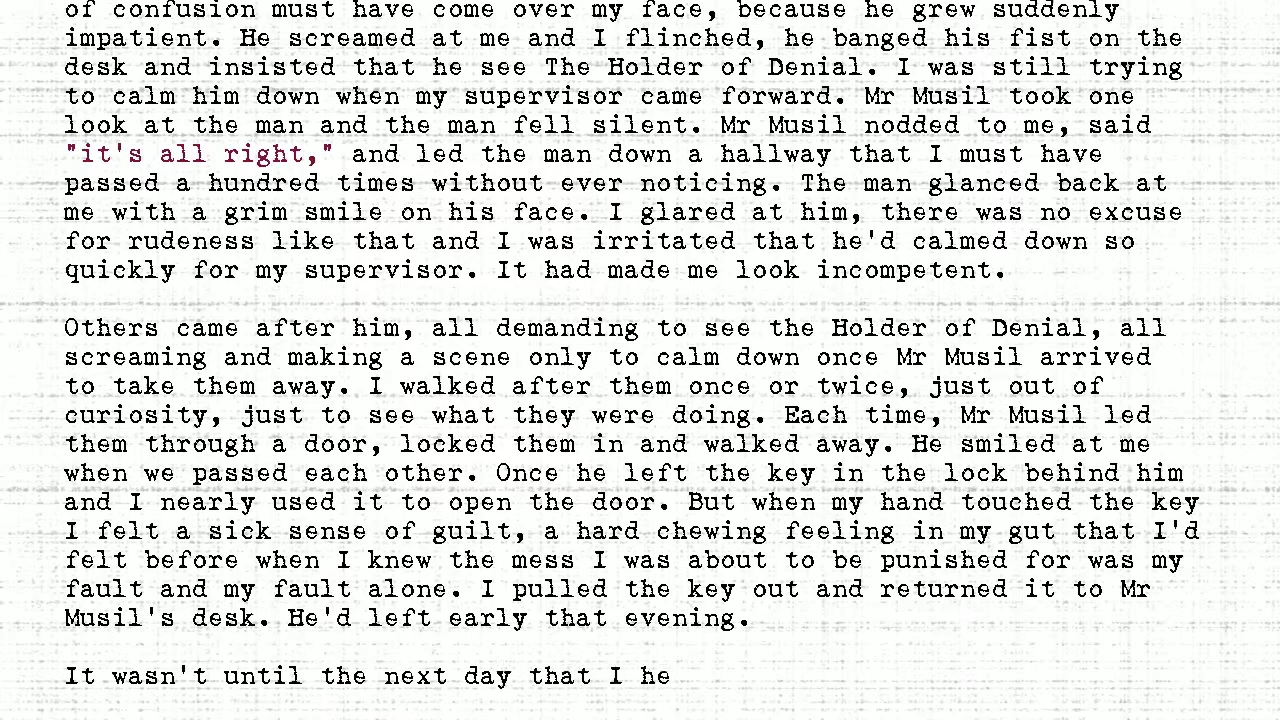 of confusion must have come over my face, because he grew suddenly
impatient. He screamed at me and I flinched, he banged his fist on the
desk and insisted that he see The Holder of Denial. I was still trying
to calm him down when my supervisor came forward. Mr Musil took one
look at the man and the man fell silent. Mr Musil nodded to me, said
"it's all right," and led the man down a hallway that I must have
passed a hundred times without ever noticing. The man glanced back at
me with a grim smile on his face. I glared at him, there was no excuse
for rudeness like that and I was irritated that he'd calmed down so
quickly for my supervisor. It had made me look incompetent.
Others came after him, all demanding to see the Holder of Denial, all
screaming and making a scene only to calm down once Mr Musil arrived
to take them away. I walked after them once or twice, just out of
curiosity, just to see what they were doing. Each time, Mr Musil led
them through a door, locked them in and walked away. He smiled at me
when we passed each other. Once he left the key in the lock behind him
and I nearly used it to open the door. But when my hand touched the key
I felt a sick sense of guilt, a hard chewing feeling in my gut that I'd
felt before when I knew the mess I was about to be punished for was my
fault and my fault alone. I pulled the key out and returned it to Mr
Musil's desk. He'd left early that evening.
It wasn't until the next day that I he